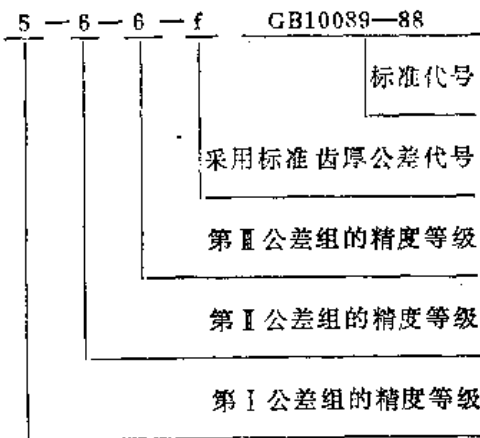 5－6－6－f GB10089—88
标准代号
采用标准齿厚公差代号
第Ⅲ公差组的精度等级
第Ⅱ公差组的精度等级
第Ⅰ公差组的精度等级